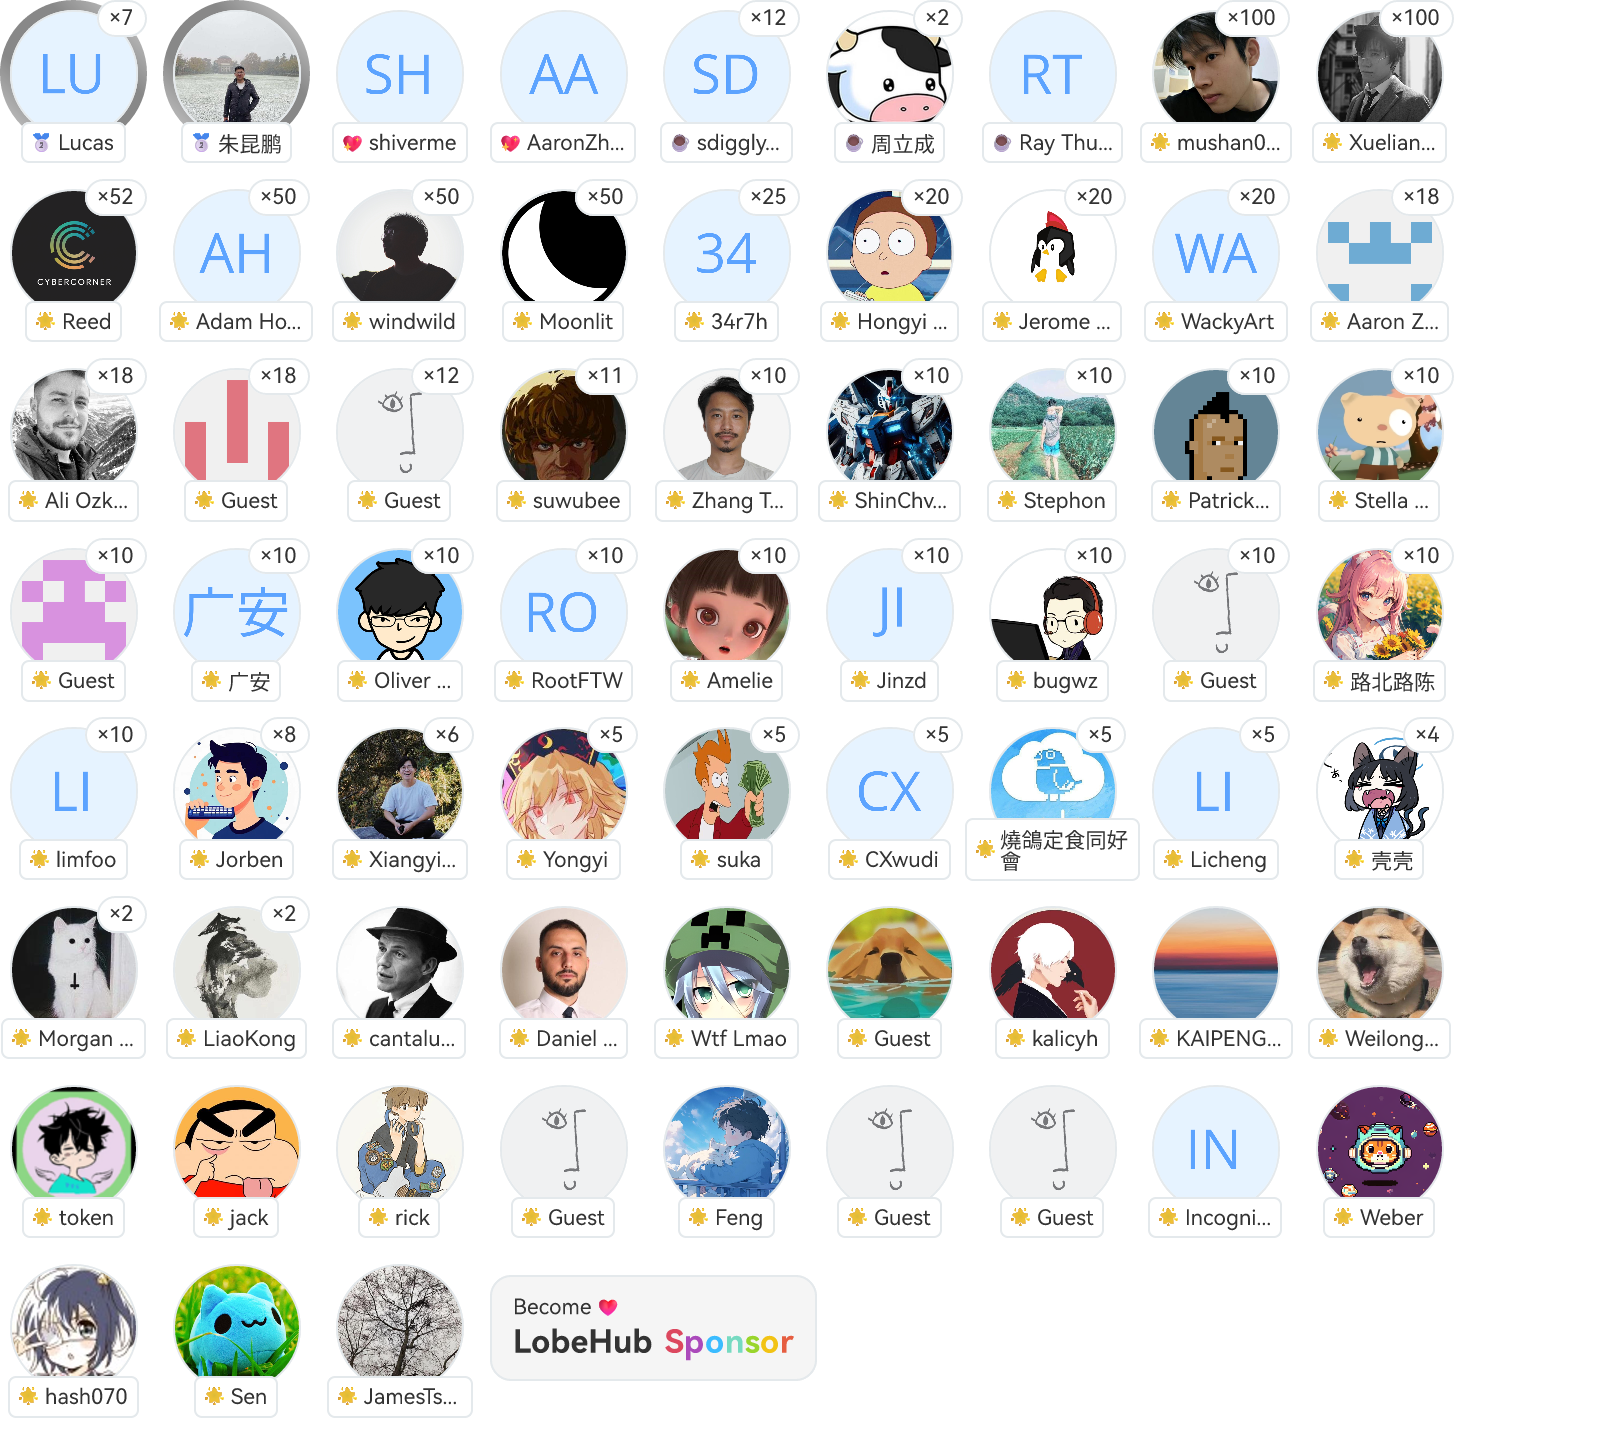 ×7
×12
×2
×100
×100
LU
SH
AA
SD
RT
Lucas
朱昆鹏
shiverme
AaronZh...
sdiggly...
周立成
Ray Thu...
mushan0...
Xuelian...
×52
×50
×50
×50
×25
×20
×20
×20
×18
CYBERCORNER
AH
34
WA
Reed
Adam Ho...
windwild
Moonlit
34r7h
Hongyi ...
Jerome ...
WackyArt
Aaron Z...
×18
×18
×12
×11
×10
×10
×10
×10
×10
Ali Ozk...
Guest
Guest
suwubee
Zhang T...
ShinChv...
Stephon
Patrick...
Stella ...
×10
×10
×10
×10
×10
×10
×10
×10
×10
广安
RO
JI
Guest
广安
Oliver ...
RootFTW
Amelie
Jinzd
bugwz
Guest
路北路陈
×10
×8
×6
×5
×5
×5
×5
×5
×4
LI
CX
LI
limfoo
Jorben
Xiangyi...
Yongyi
suka
CXwudi
燒鴿定食同好
會
Licheng
壳壳
×2
×2
Morgan ...
LiaoKong
cantalu...
Daniel ...
Wtf Lmao
Guest
kalicyh
KAIPENG...
Weilong...
IN
token
jack
rick
Guest
Feng
Guest
Guest
Incogni...
Weber
hash070
Sen
JamesTs...
Become
LobeHub Sponsor